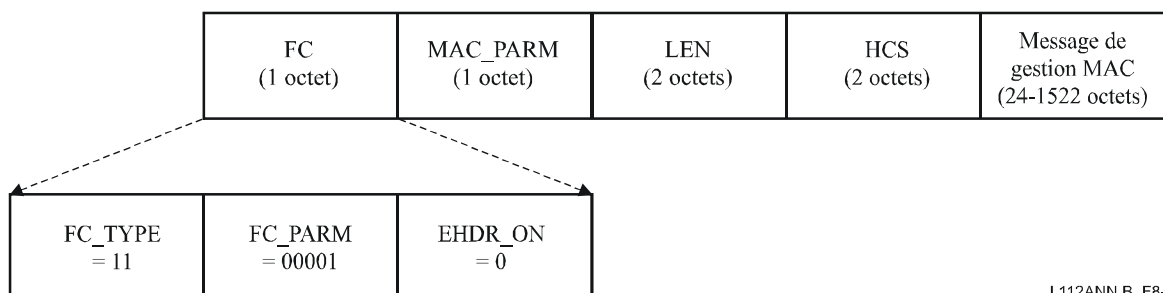 FC
(1 octet)
MAC_PARM
(1 octet)
LEN
(2 octets)
HCS
(2 octets)
Message de
gestion MAC
(24-1522 octets)
FC_TYPE
= 11
FC_PARM
= 00001
EHDR_ON
= 0